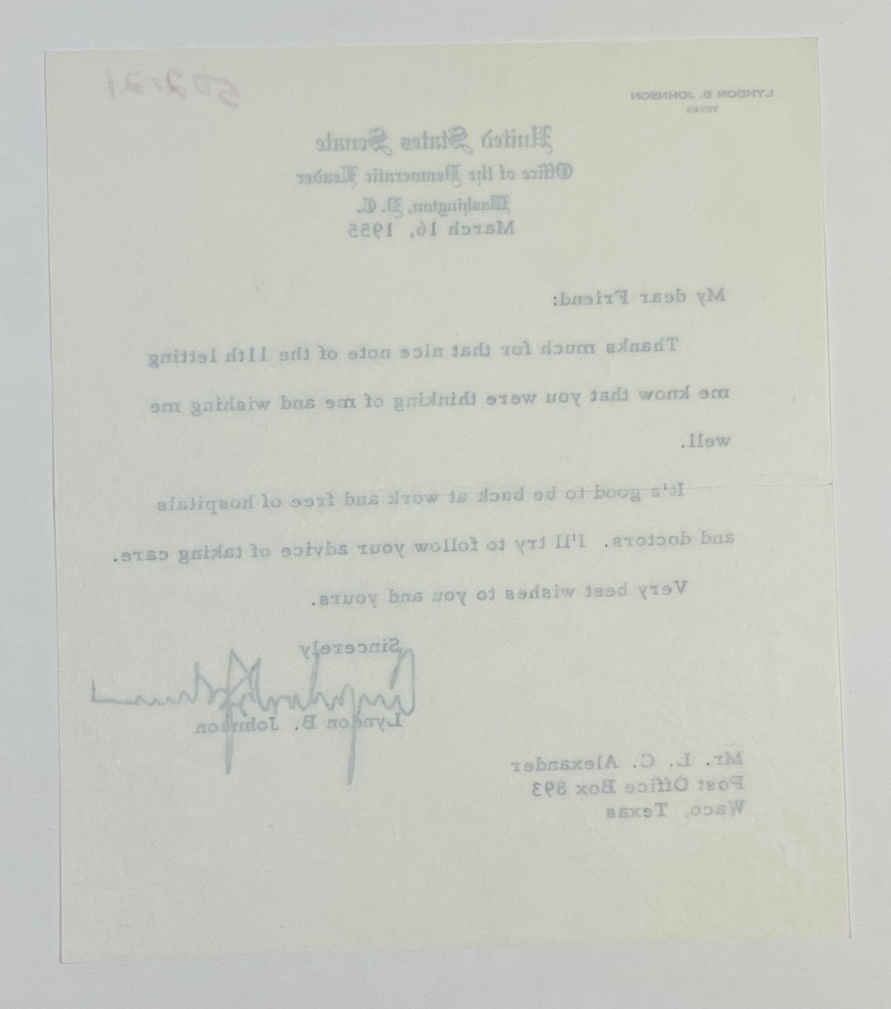 LYNDON B. JOHNSON
TEXAS
United States Senate
Office of the Democratic Leader
Washington, D. C.
March 16, 1955
My dear Friend:
Thanks much for that nice note of the 11th letting
me know that you were thinking of me and wishing me
well.
It's good to be back at work and free of hospitals
and doctors. I'll try to follow your advice of taking care.
Very best wishes to you and yours.
Sincerely
Lyndon B. Johnson
Mr. L. C. Alexander
Post Office Box 893
Waco, Texas